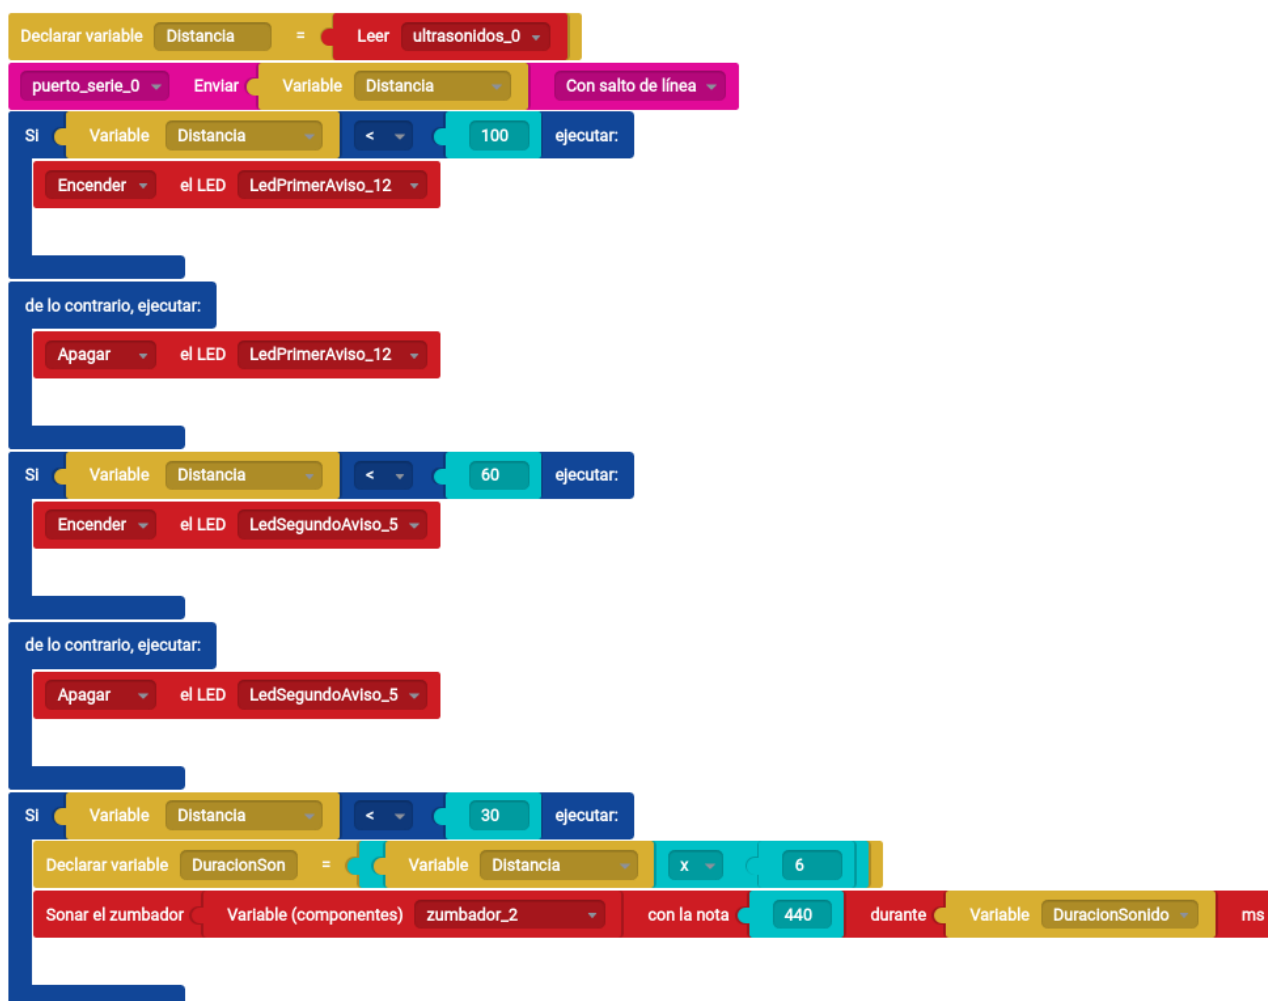 Declarar variable Distancia = Leer ultrasonidos_0
puerto_serie_0 Enviar Variable Distancia Con salto de línea
Si Variable Distancia < 100 ejecutar:
Encender el LED LedPrimerAviso_12
de lo contrario, ejecutar:
Apagar el LED LedPrimerAviso_12
Si Variable Distancia < 60 ejecutar:
Encender el LED LedSegundoAviso_5
de lo contrario, ejecutar:
Apagar el LED LedSegundoAviso_5
Si Variable Distancia < 30 ejecutar:
Declarar variable DuracionSon = Variable Distancia x 6
Sonar el zumbador Variable (componentes) zumbador_2 con la nota 440 durante Variable DuracionSonido ms